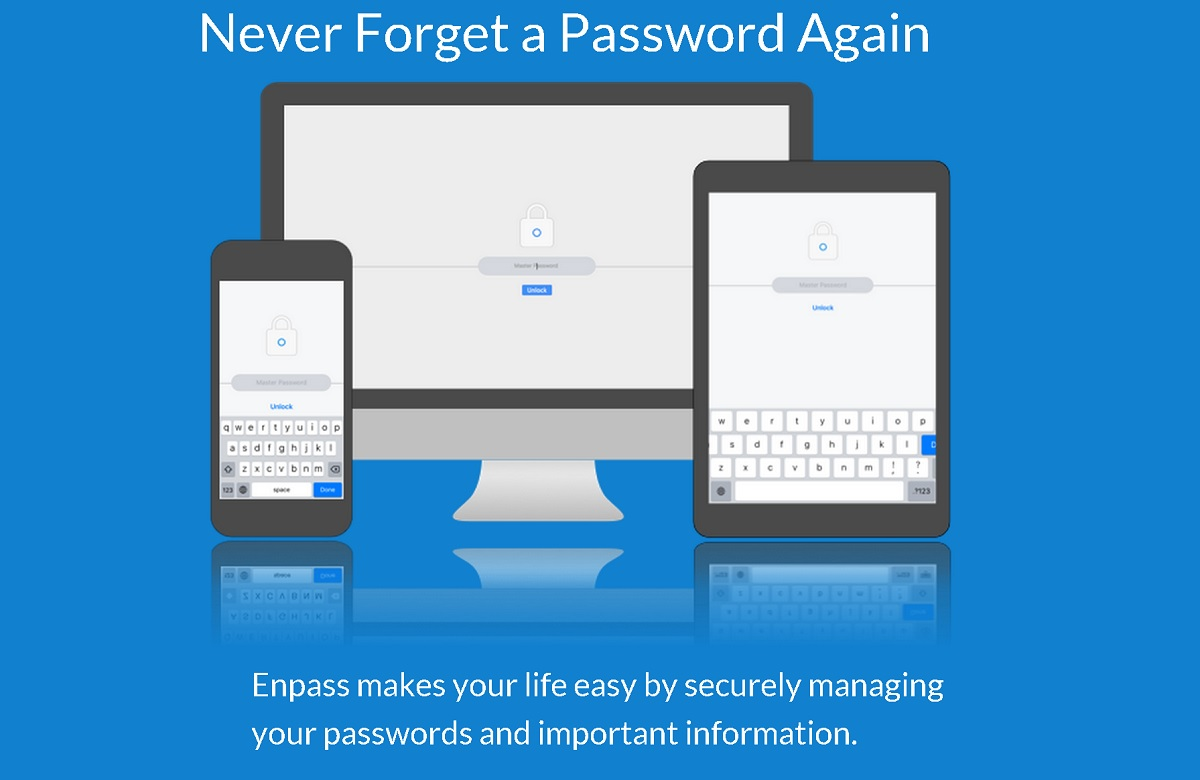 Never Forget a Password Again
Master Password
Unlock
Master Password
Unlock
Master Password
Unlock
q w e r t y u i o p
a s d f g h j k l
z x c v b n m
123 space Done
w e r t y u i o p
s d f g h j k l D
z x c v b n m ! , ? .
.?123
Enpass makes your life easy by securely managing
your passwords and important information.